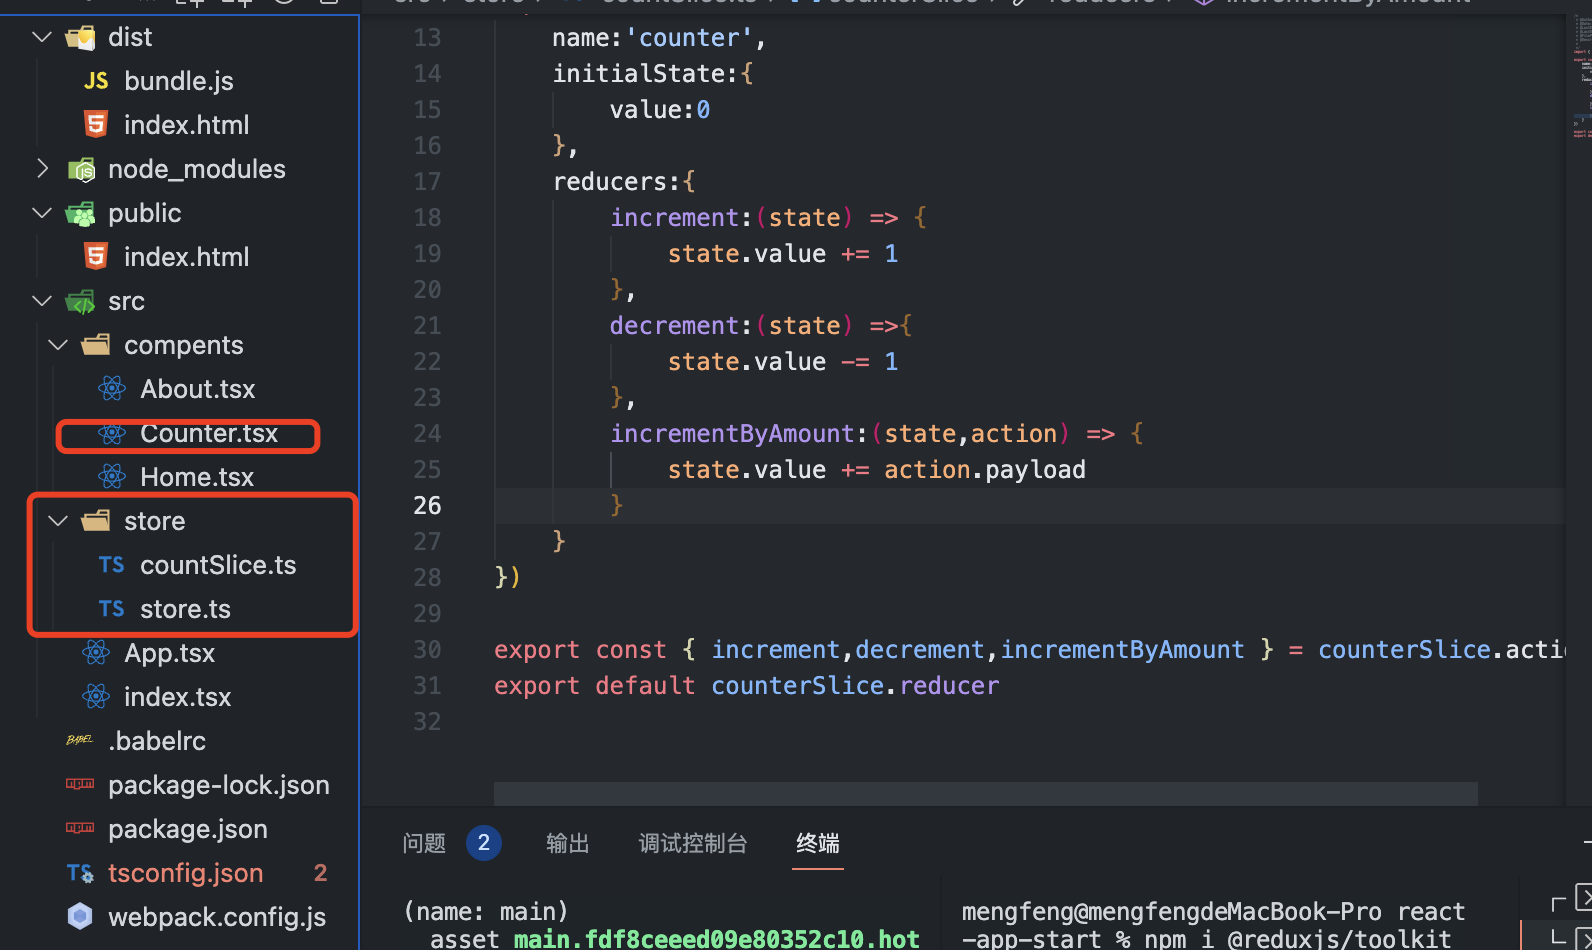 dist
bundle.js
index.html
node_modules
public
index.html
src
compents
About.tsx
Counter.tsx
Home.tsx
store
TS countSlice.ts
TS store.ts
App.tsx
index.tsx
BABEL .babelrc
package-lock.json
package.json
TS tsconfig.json 2
webpack.config.js
13 name:'counter',
14 initialState:{
15 value:0
16 },
17 reducers:{
18 increment:(state) => {
19 state.value += 1
20 },
21 decrement:(state) =>{
22 state.value -= 1
23 },
24 incrementByAmount:(state,action) => {
25 state.value += action.payload
26 }
27 }
28 })
29
30 export const { increment,decrement,incrementByAmount } = counterSlice.acti
31 export default counterSlice.reducer
32
问题 2 输出 调试控制台 终端
(name: main)
asset main.fdf8ceeed09e80352c10.hot
mengfeng@mengfengdeMacBook-Pro react
-app-start % npm i @reduxjs/toolkit